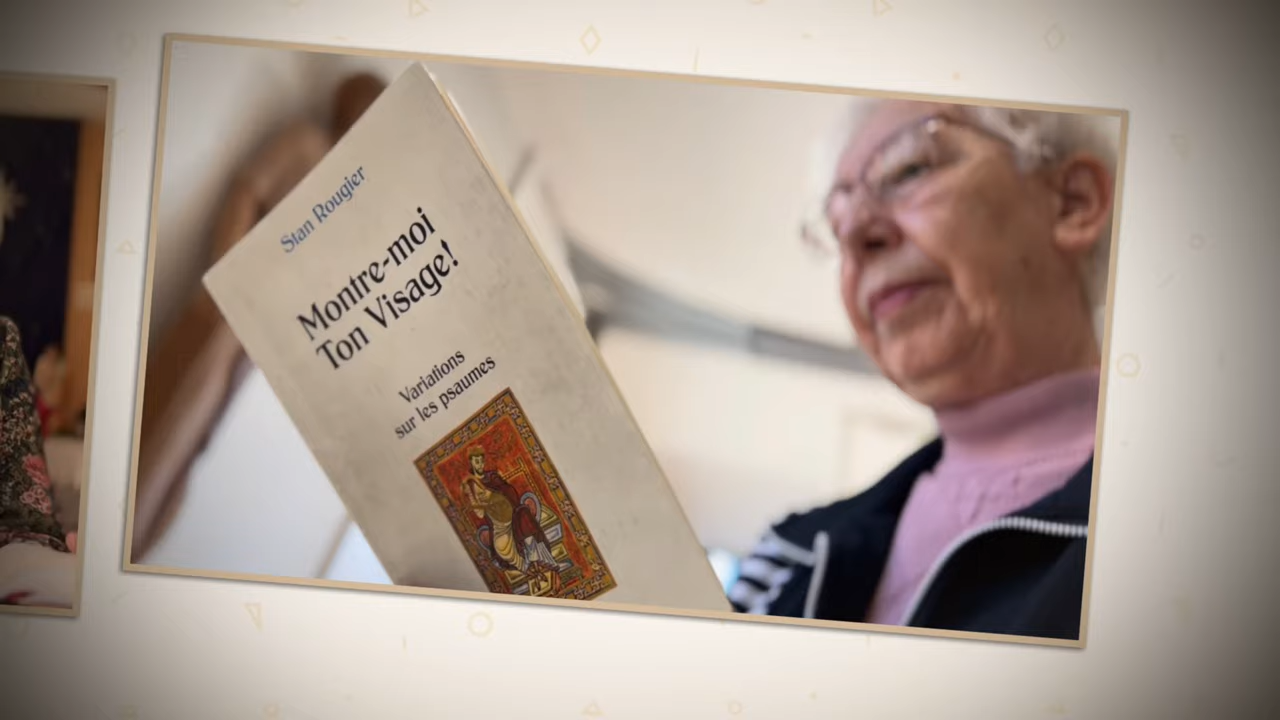 Stan Rougier
Montre-moi
Ton Visage!
Variations
sur les psaumes